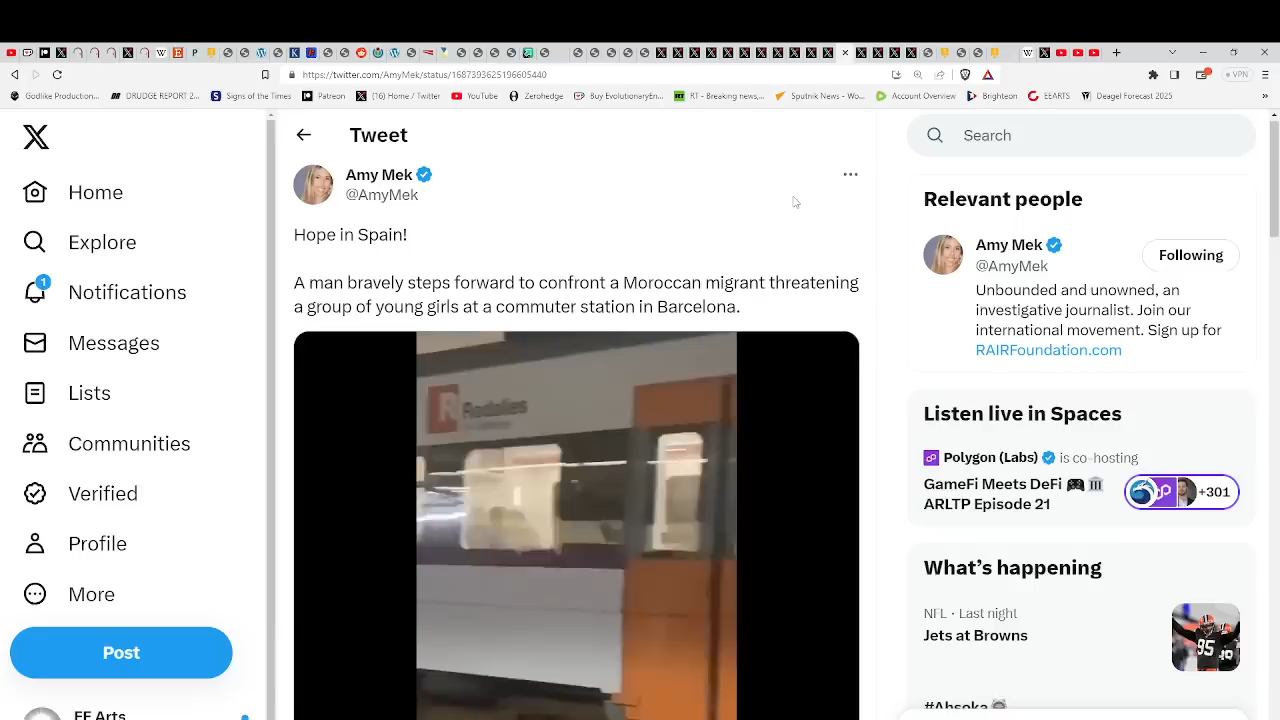 https://twitter.com/AmyMek/status/1687393625196605440
VPN
Godlike Production...
DRUDGE REPORT 2...
Signs of the Times
Patreon
(16) Home / Twitter
YouTube
Zerohedge
Buy EvolutionaryEn...
RT - Breaking news,...
Sputnik News - Wo...
Account Overview
Brighteon
EEARTS
Deagel Forecast 2025
»
Home
Explore
1
Notifications
Messages
Lists
Communities
Verified
Profile
More
Post
EE Arts
Tweet
Amy Mek
@AmyMek
Hope in Spain!
A man bravely steps forward to confront a Moroccan migrant threatening
a group of young girls at a commuter station in Barcelona.
R
Rodalies
Search
Relevant people
Amy Mek
@AmyMek
Following
Unbounded and unowned, an
investigative journalist. Join our
international movement. Sign up for
RAIRFoundation.com
Listen live in Spaces
Polygon (Labs) is co-hosting
GameFi Meets DeFi 🎮🏛
ARLTP Episode 21
+301
What's happening
NFL · Last night
Jets at Browns
95
#Ahsoka